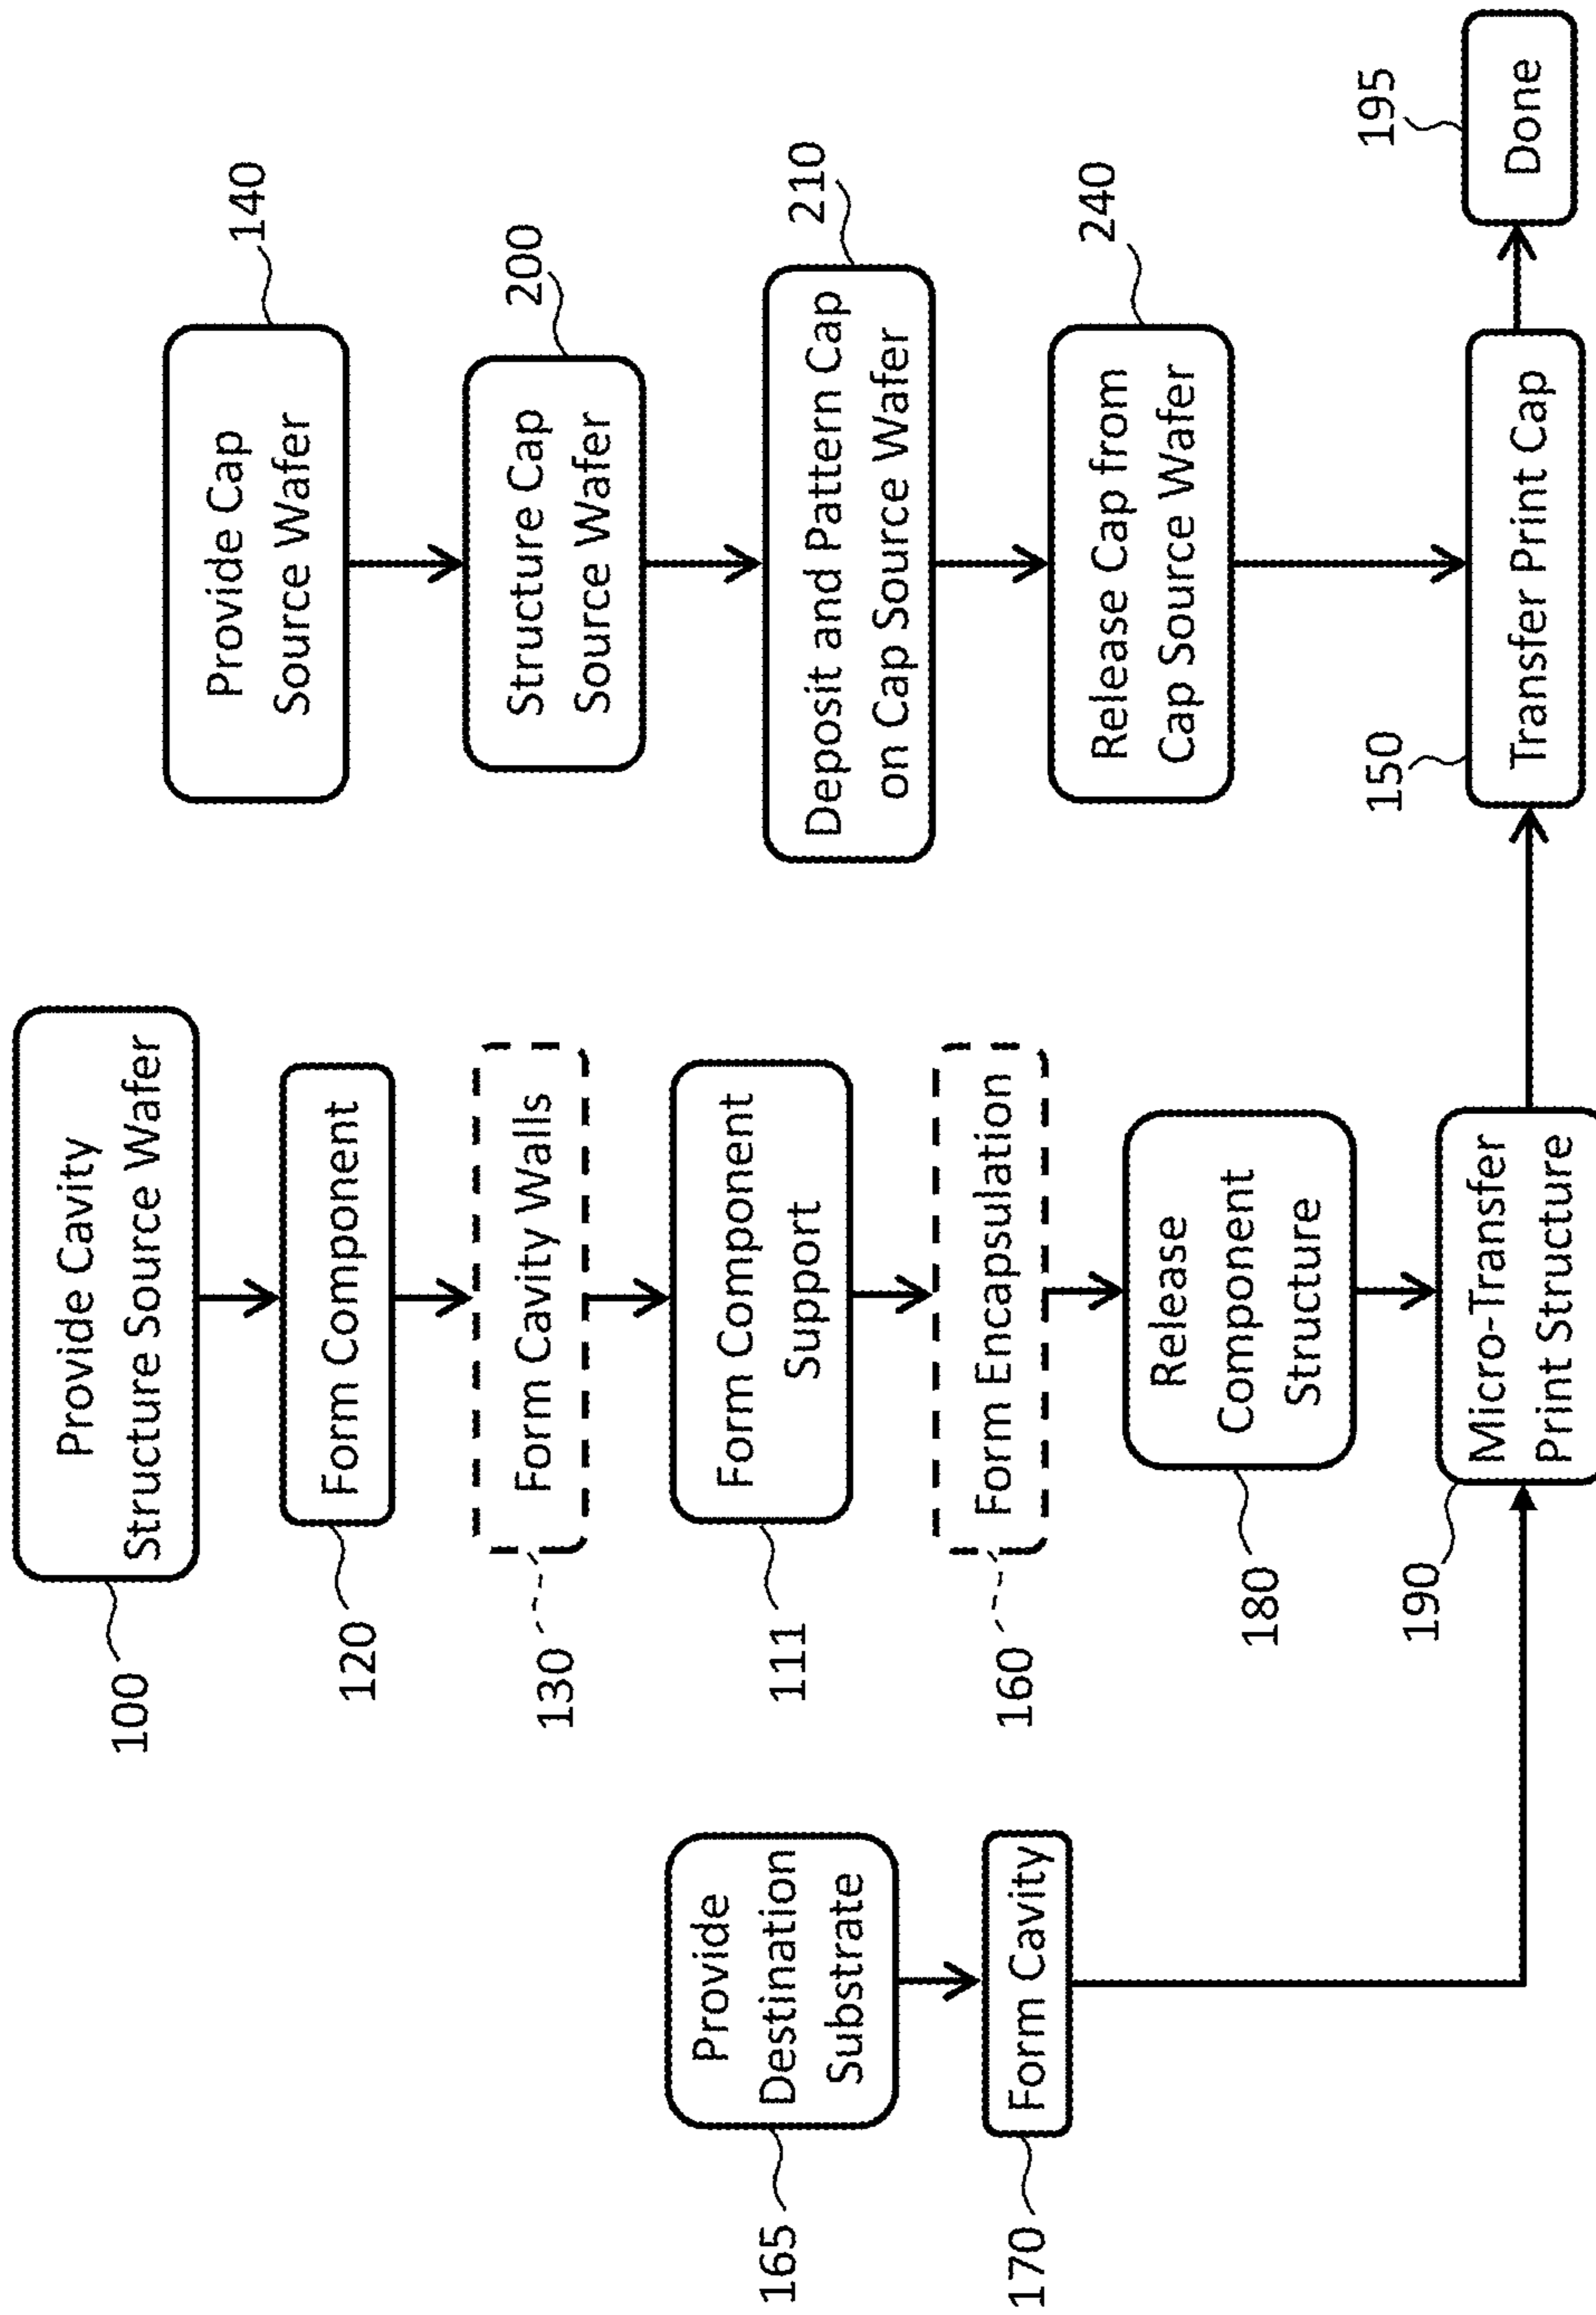 100
Provide Cavity
Structure Source Wafer
120
Form Component
130
Form Cavity Walls
111
Form Component
Support
160
Form Encapsulation
180
Release
Component
Structure
190
Micro-Transfer
Print Structure
165
Provide
Destination
Substrate
170
Form Cavity
140
Provide Cap
Source Wafer
200
Structure Cap
Source Wafer
210
Deposit and Pattern Cap
on Cap Source Wafer
240
Release Cap from
Cap Source Wafer
150
Transfer Print Cap
195
Done